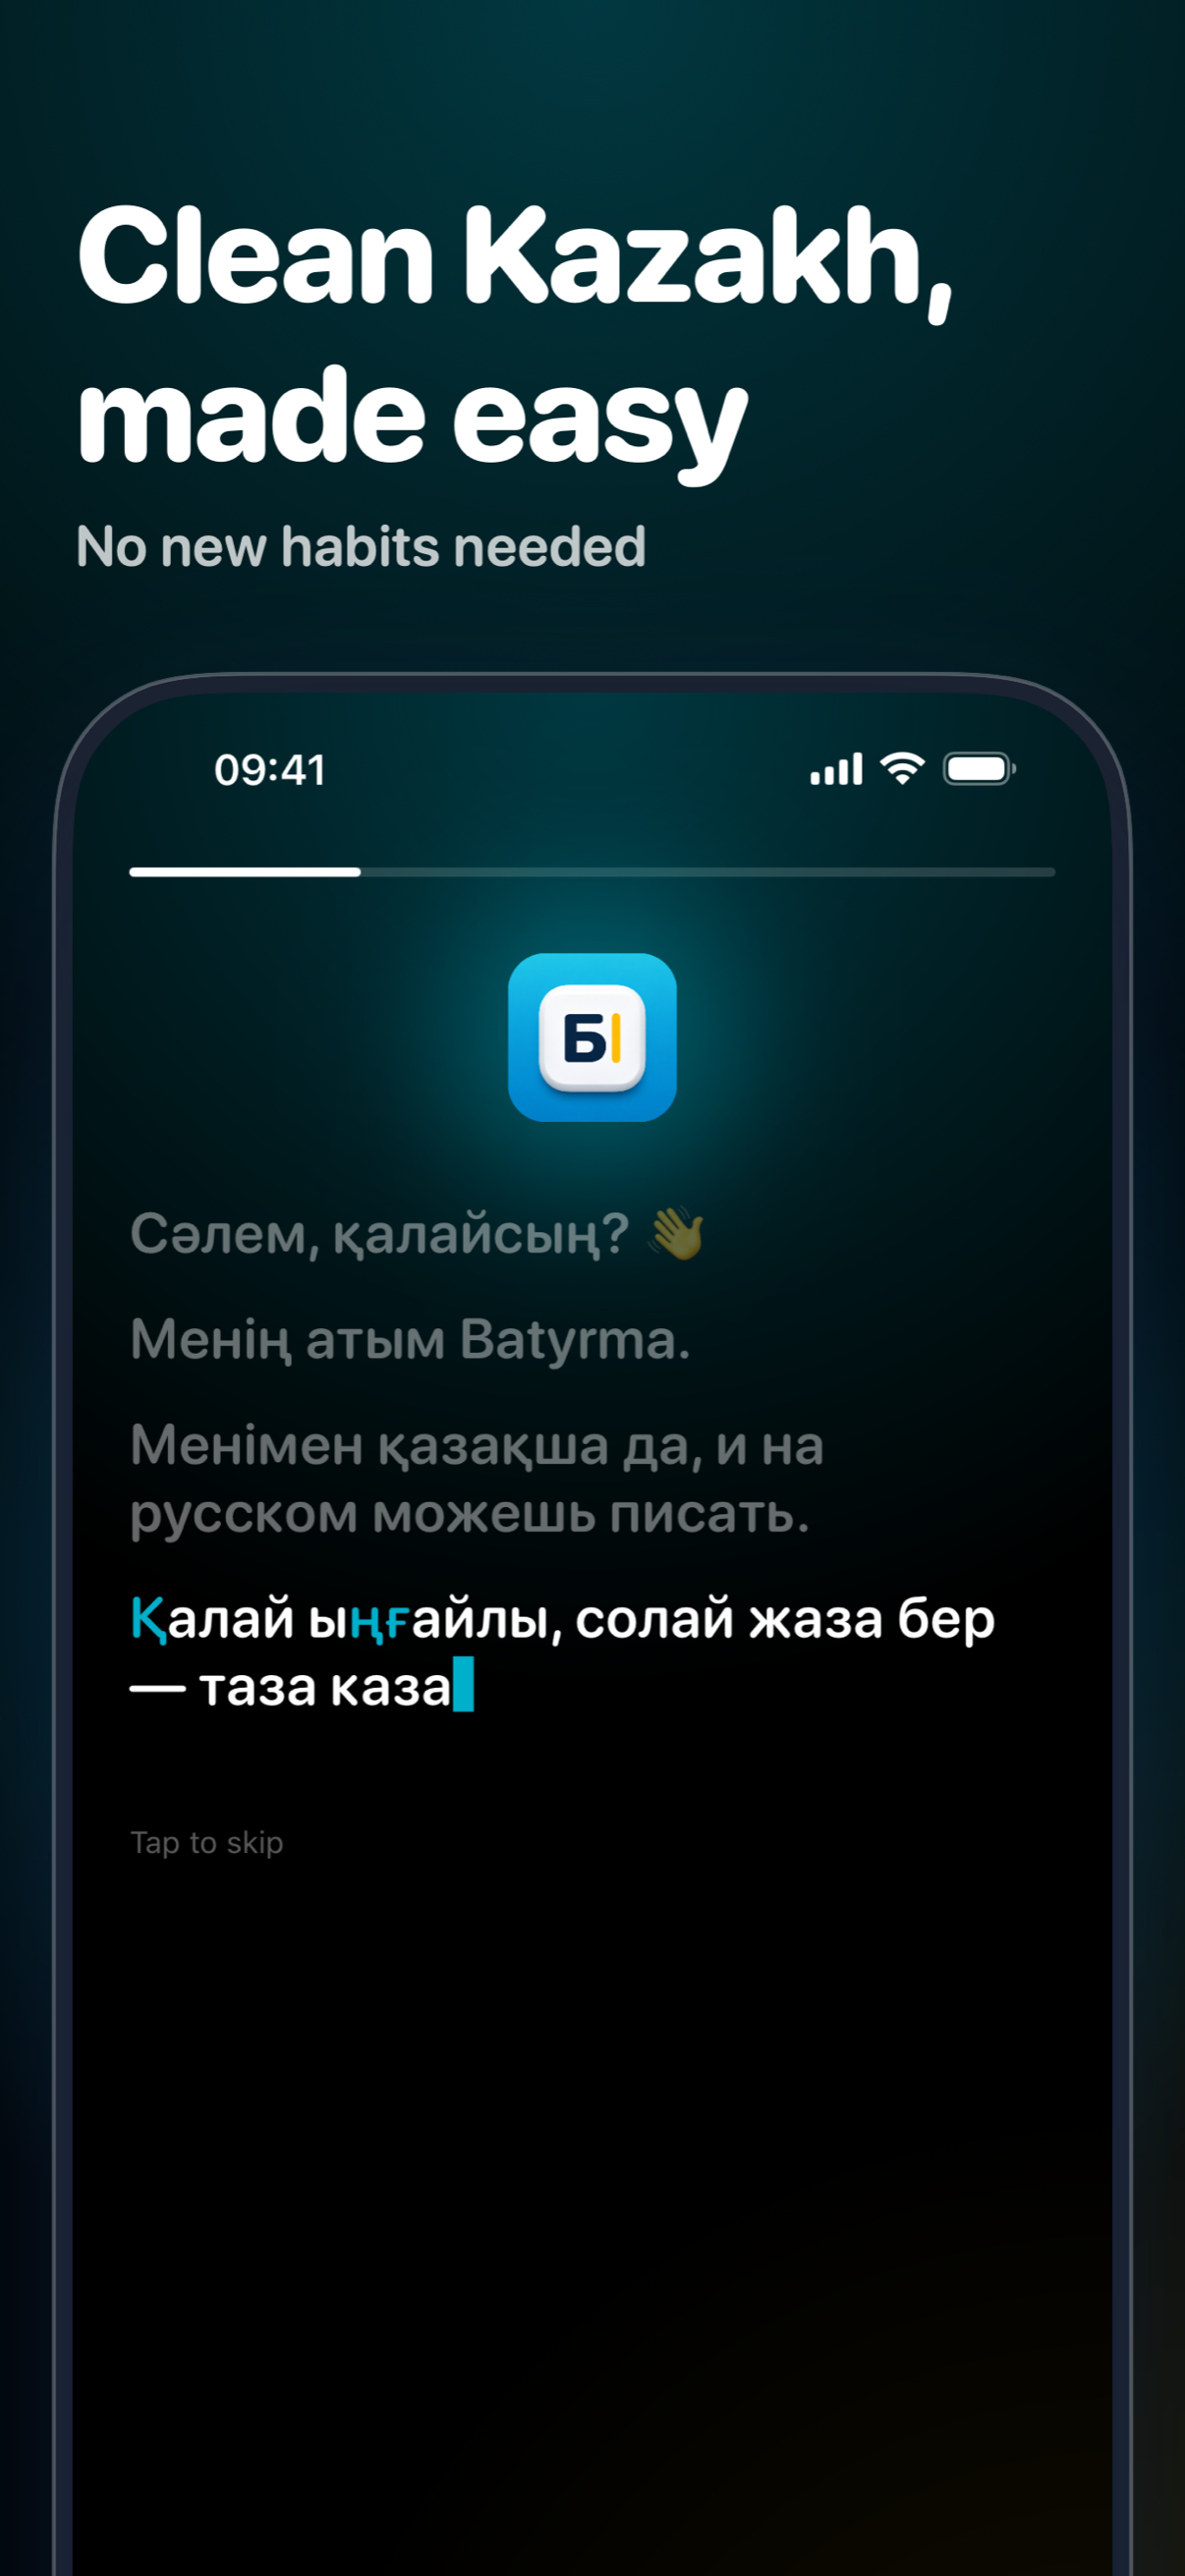 Clean Kazakh,
made easy
No new habits needed
09:41
Б|
Сәлем, қалайсың? 👋
Менің атым Batyrma.
Менімен қазақша да, и на
русском можешь писать.
Қалай ыңғайлы, солай жаза бер
— таза каза
Tap to skip